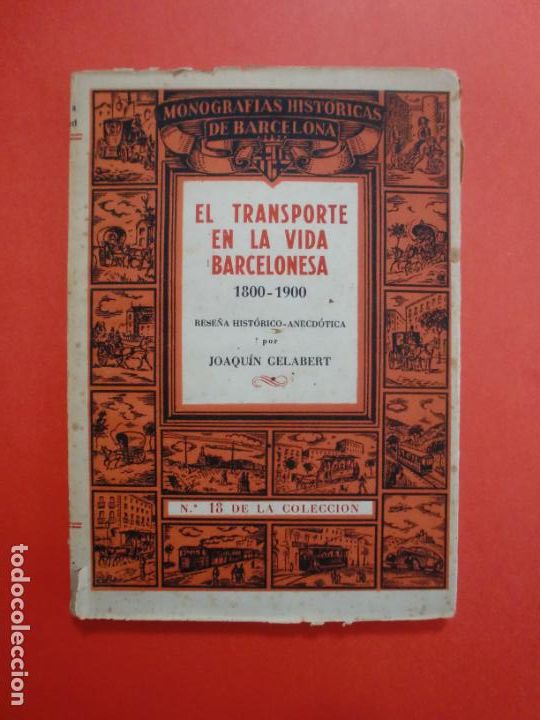 MONOGRAFIAS HISTORICAS
DE BARCELONA
EL TRANSPORTE
EN LA VIDA
BARCELONESA
1800-1900
RESEÑA HISTÓRICO-ANECDÓTICA
por
JOAQUÍN GELABERT
N.º 18 DE LA COLECCION
todocoleccion